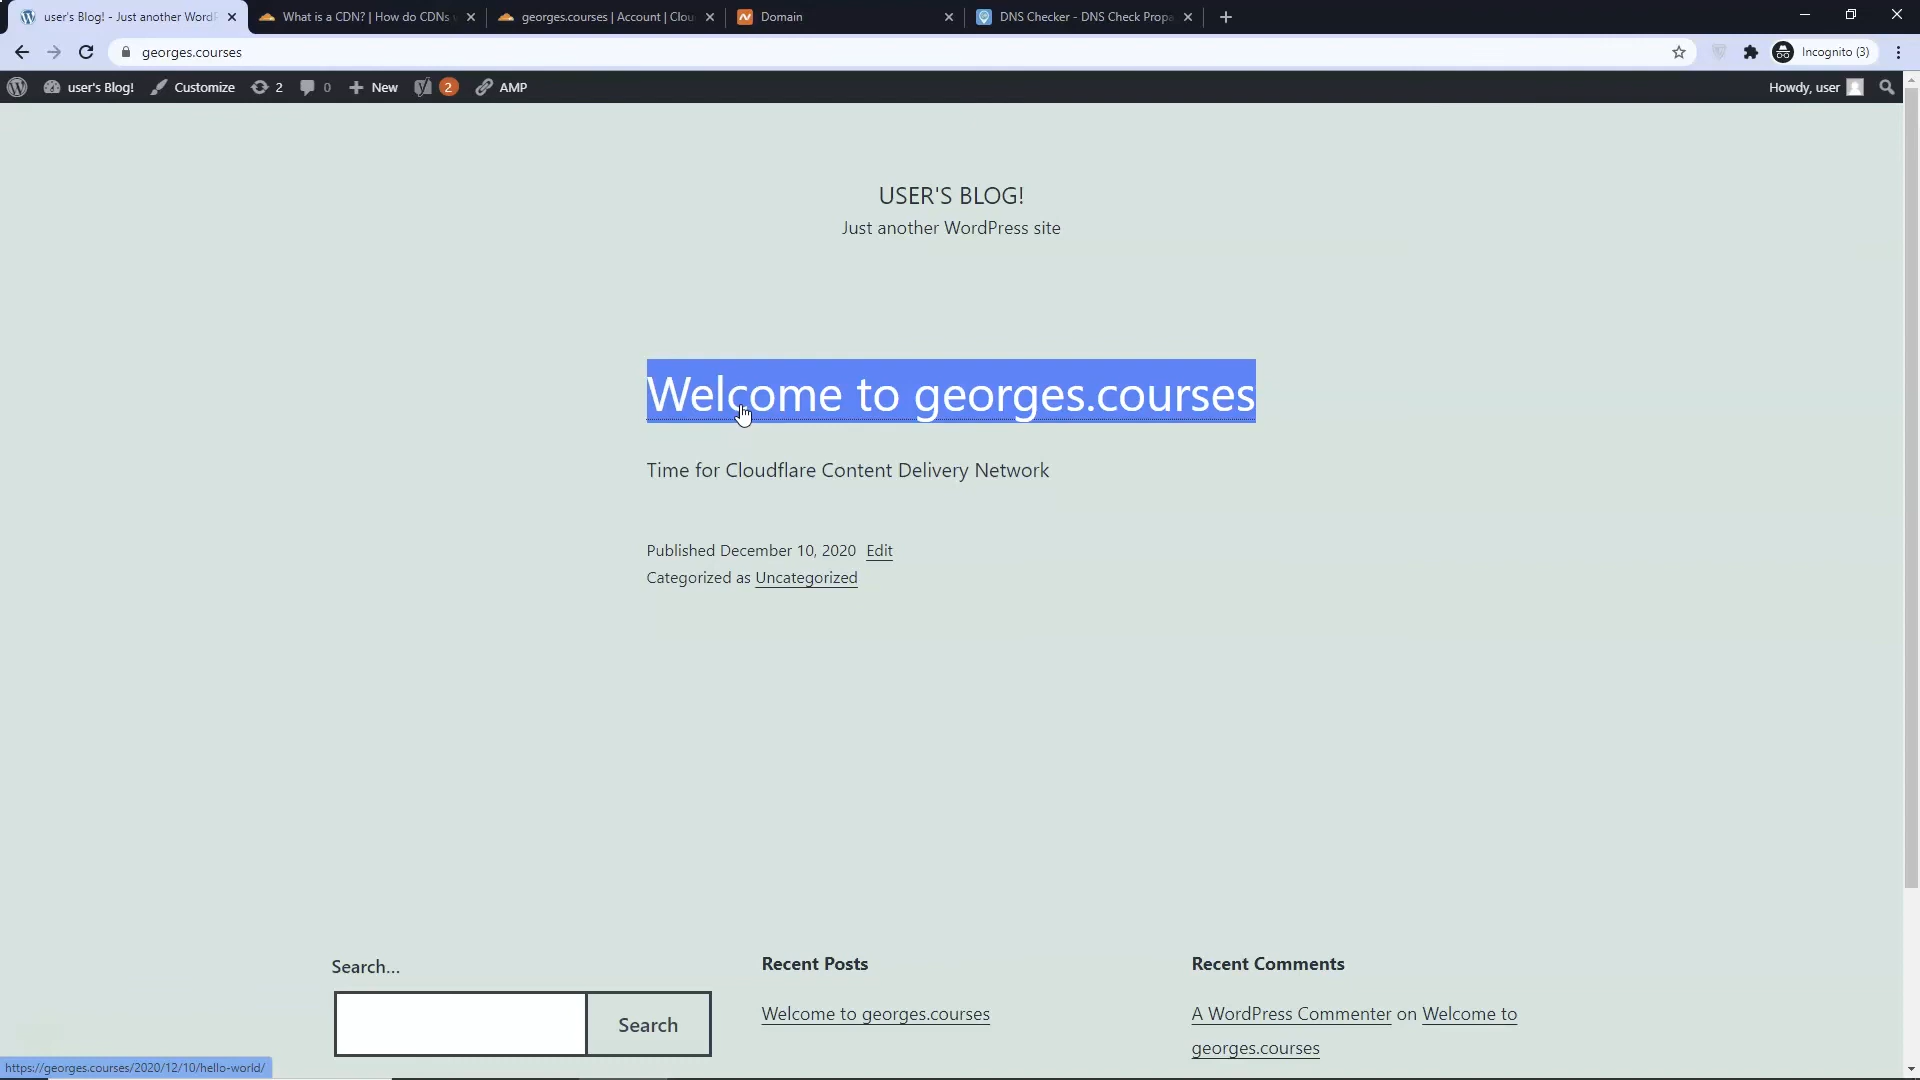 user's Blog! - Just another WordP
What is a CDN? | How do CDNs w
georges.courses | Account | Clou
Domain
DNS Checker - DNS Check Propa
georges.courses
Incognito (3)
user's Blog!
Customize
2
0
New
2
AMP
Howdy, user
USER'S BLOG!
Just another WordPress site
Welcome to georges.courses
Time for Cloudflare Content Delivery Network
Published December 10, 2020 Edit
Categorized as Uncategorized
Search...
Search
Recent Posts
Welcome to georges.courses
Recent Comments
A WordPress Commenter on Welcome to
georges.courses
https://georges.courses/2020/12/10/hello-world/